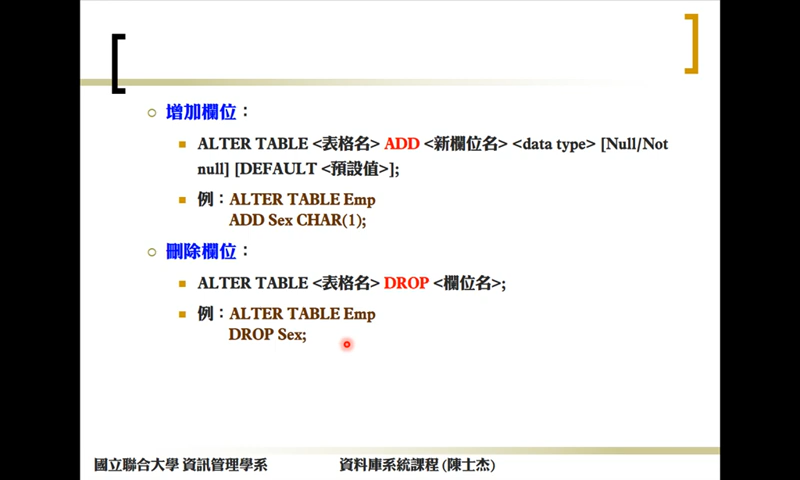 增加欄位：
ALTER TABLE <表格名> ADD <新欄位名> <data type> [Null/Not
null] [DEFAULT <預設值>];
例：ALTER TABLE Emp
ADD Sex CHAR(1);
刪除欄位：
ALTER TABLE <表格名> DROP <欄位名>;
例：ALTER TABLE Emp
DROP Sex;
國立聯合大學 資訊管理學系 資料庫系統課程 (陳士杰)